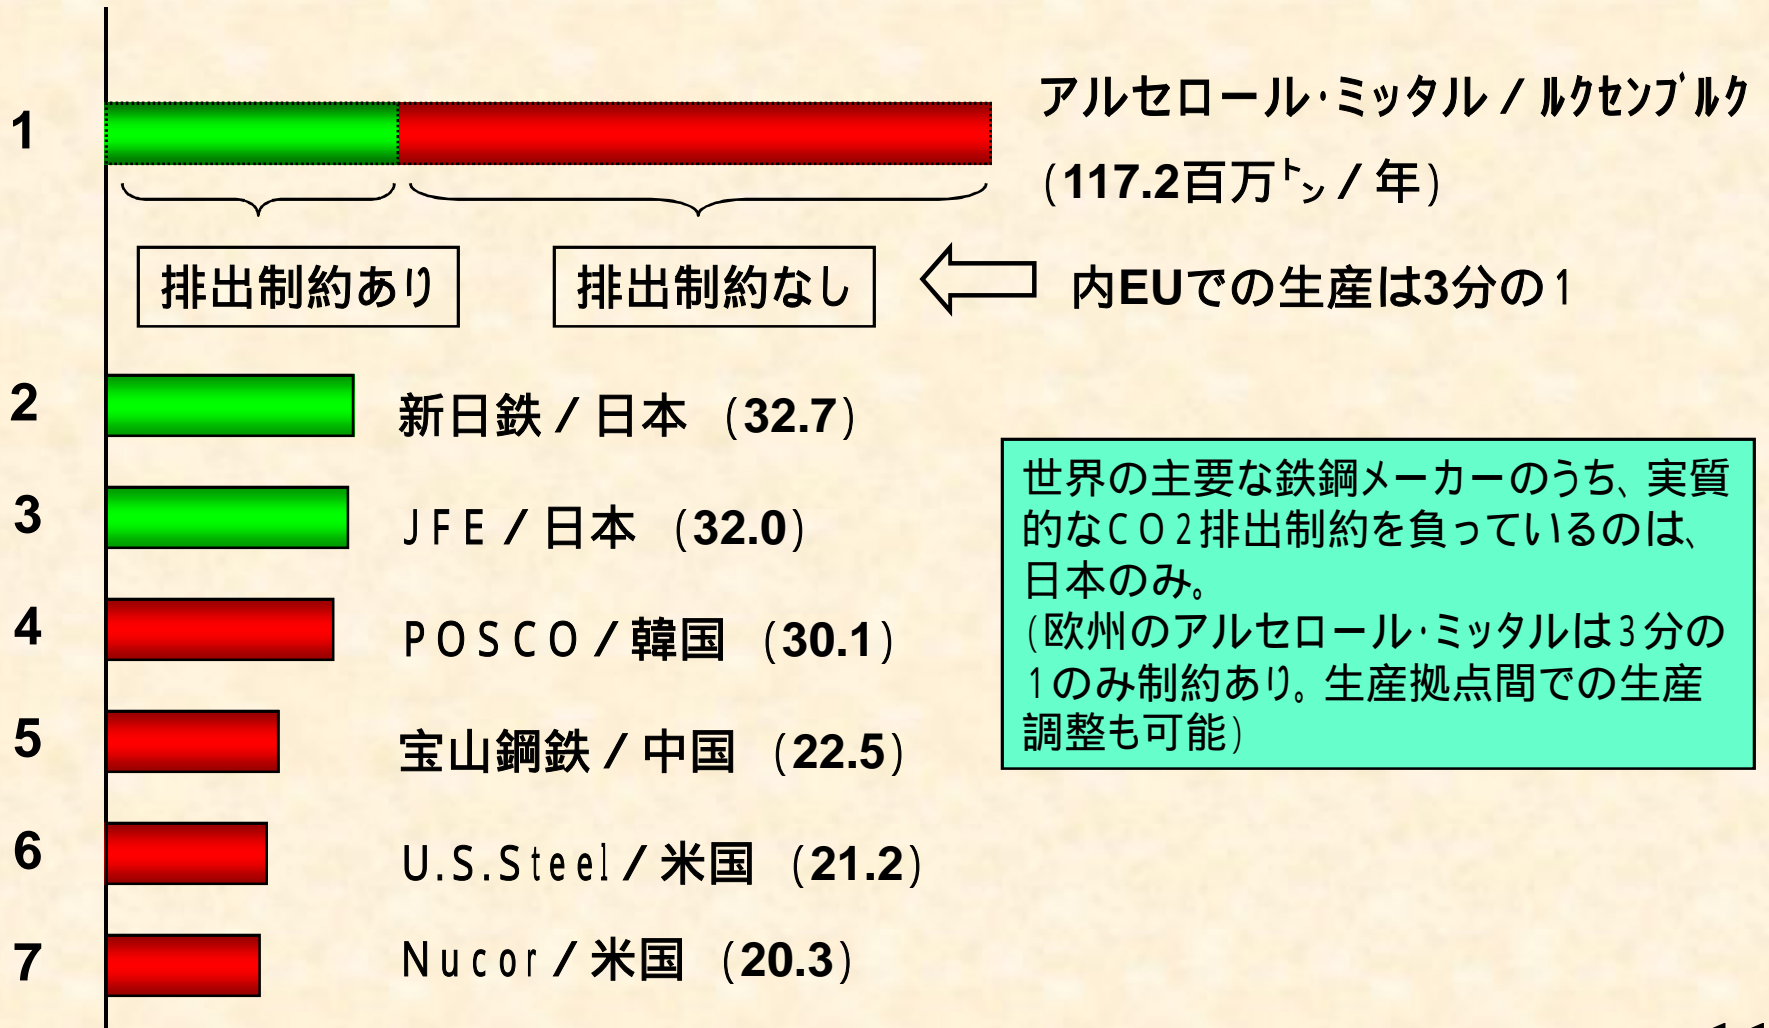 1
アルセロール・ミッタル / ルクセンブルク
(117.2百万トン / 年)
排出制約あり
排出制約なし
内EUでの生産は3分の1
2
新日鉄 / 日本 (32.7)
3
JFE / 日本 (32.0)
4
POSCO / 韓国 (30.1)
5
宝山鋼鉄 / 中国 (22.5)
6
U.S.Steel / 米国 (21.2)
7
Nucor / 米国 (20.3)
世界の主要な鉄鋼メーカーのうち、実質
的なCO2排出制約を負っているのは、
日本のみ。
(欧州のアルセロール・ミッタルは3分の
1のみ制約あり。生産拠点間での生産
調整も可能)